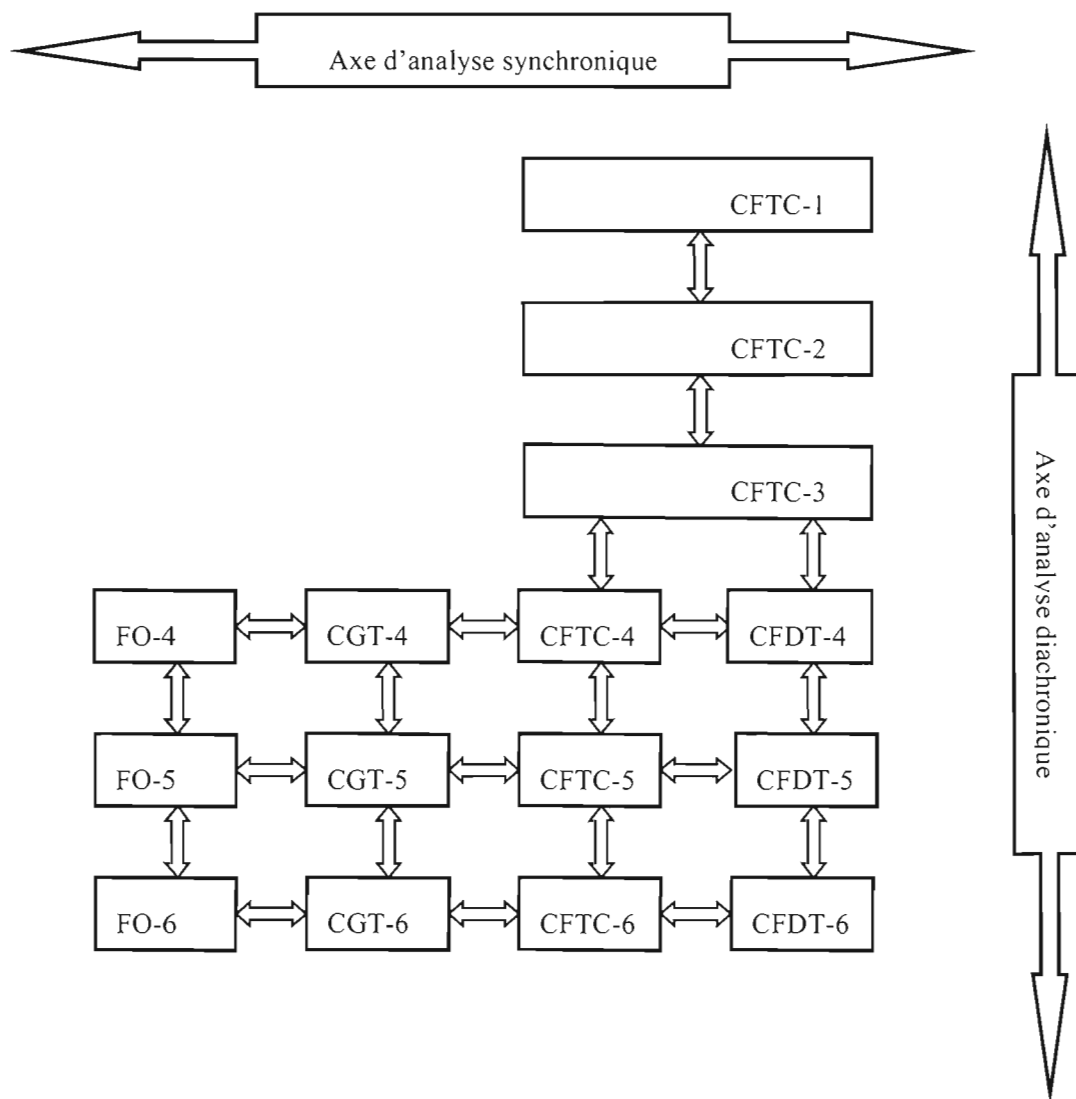 Axe d'analyse synchronique
CFTC-1
CFTC-2
CFTC-3
Axe d'analyse diachronique
FO-4 CGT-4 CFTC-4 CFDT-4
FO-5 CGT-5 CFTC-5 CFDT-5
FO-6 CGT-6 CFTC-6 CFDT-6